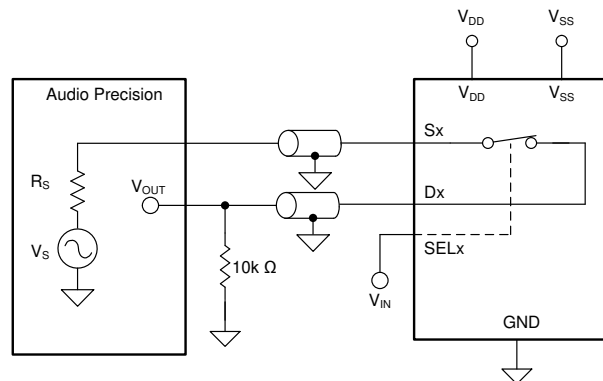 V_DD V_SS
V_DD V_SS
Audio Precision
Sx
R_S
V_OUT
Dx
V_S
10k Ω
SELx
V_IN
GND